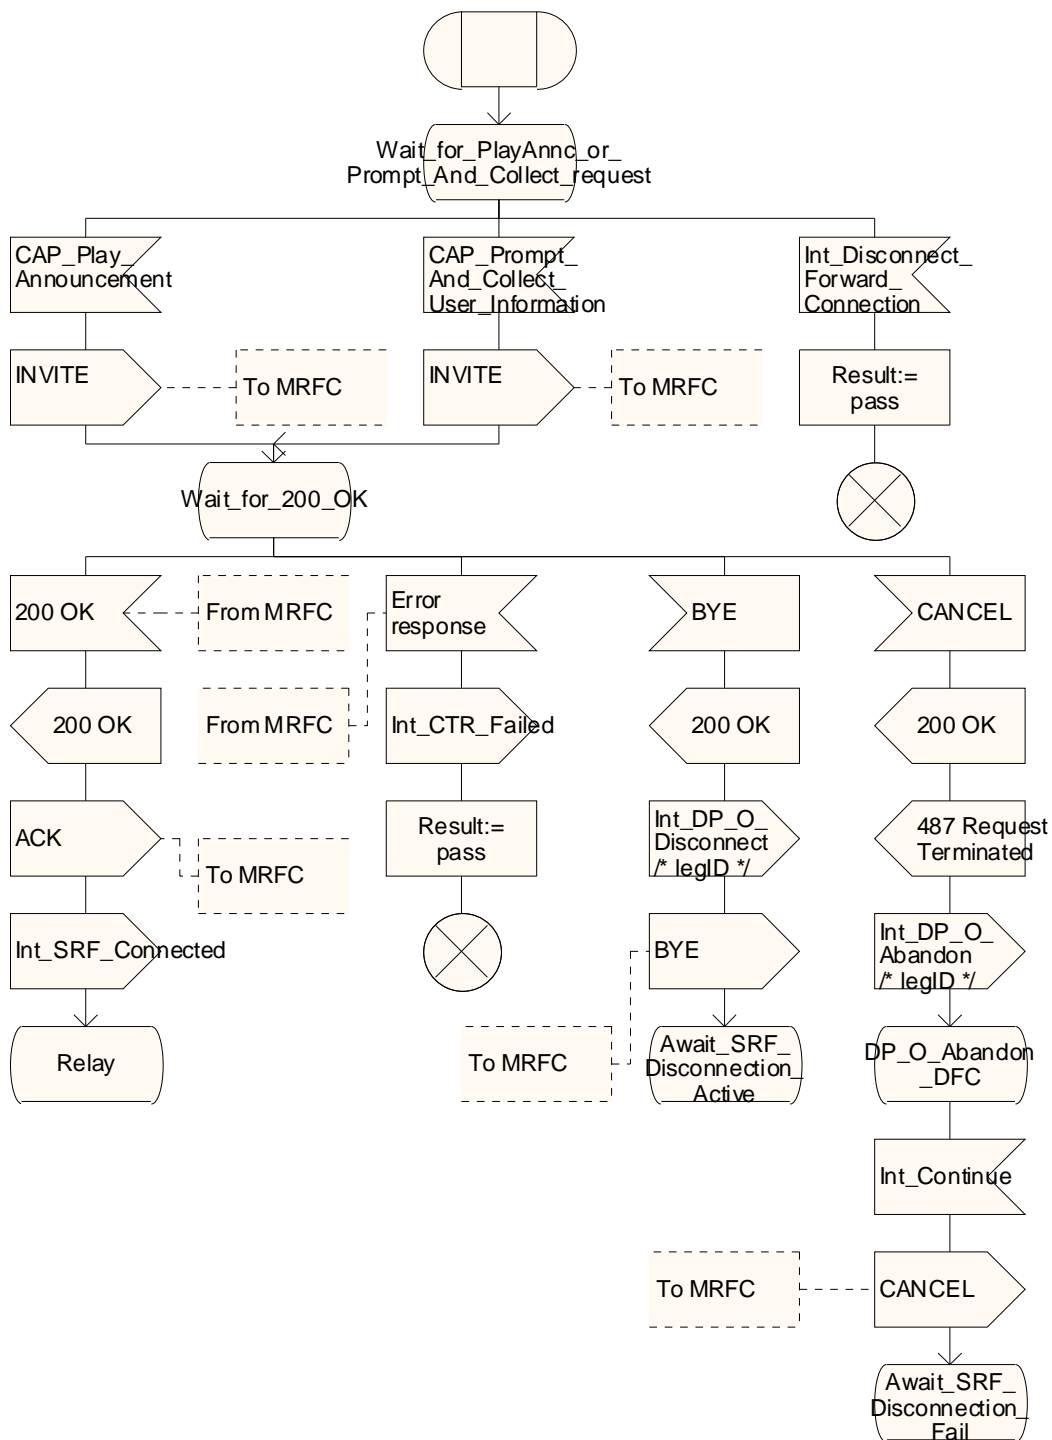 Wait_for_PlayAnnc_or_
Prompt_And_Collect_request
CAP_Play_
Announcement
CAP_Prompt_
And_Collect_
User_Information
Int_Disconnect_
Forward_
Connection
INVITE
To MRFC
INVITE
To MRFC
Result:=
pass
Wait_for_200_OK
200 OK
From MRFC
Error
response
BYE
CANCEL
200 OK
From MRFC
Int_CTR_Failed
200 OK
200 OK
ACK
To MRFC
Result:=
pass
Int_DP_O_
Disconnect
/* legID */
487 Request
Terminated
Int_SRF_Connected
BYE
Int_DP_O_
Abandon
/* legID */
Relay
To MRFC
Await_SRF_
Disconnection_
Active
DP_O_Abandon
_DFC
Int_Continue
To MRFC
CANCEL
Await_SRF_
Disconnection_
Fail